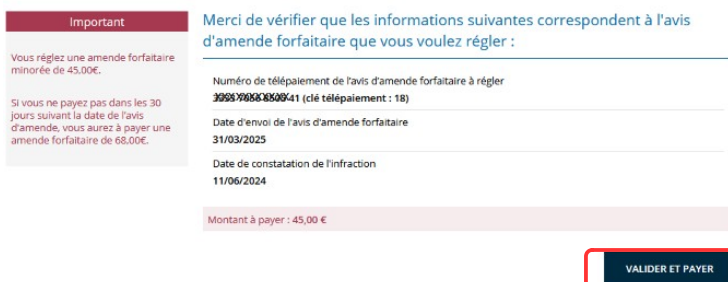 Important
Vous réglez une amende forfaitaire
minorée de 45,00€.
Si vous ne payez pas dans les 30
jours suivant la date de l'avis
d'amende, vous aurez à payer une
amende forfaitaire de 68,00€.
Merci de vérifier que les informations suivantes correspondent à l'avis
d'amende forfaitaire que vous voulez régler :
Numéro de télépaiement de l'avis d'amende forfaitaire à régler
41 (clé télépaiement : 18)
Date d'envoi de l'avis d'amende forfaitaire
31/03/2025
Date de constatation de l'infraction
11/06/2024
Montant à payer : 45,00 €
VALIDER ET PAYER